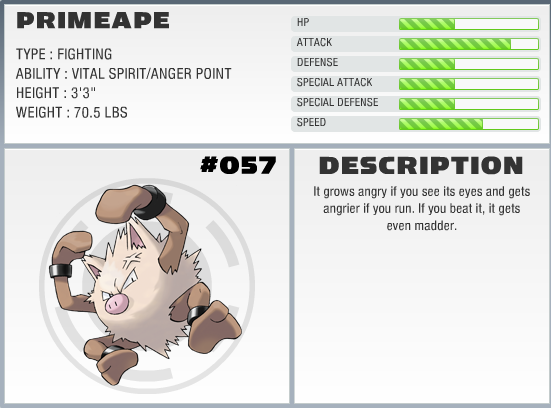 PRIMEAPE
TYPE : FIGHTING
ABILITY : VITAL SPIRIT/ANGER POINT
HEIGHT : 3'3"
WEIGHT : 70.5 LBS
HP
ATTACK
DEFENSE
SPECIAL ATTACK
SPECIAL DEFENSE
SPEED
#057
DESCRIPTION
It grows angry if you see its eyes and gets
angrier if you run. If you beat it, it gets
even madder.